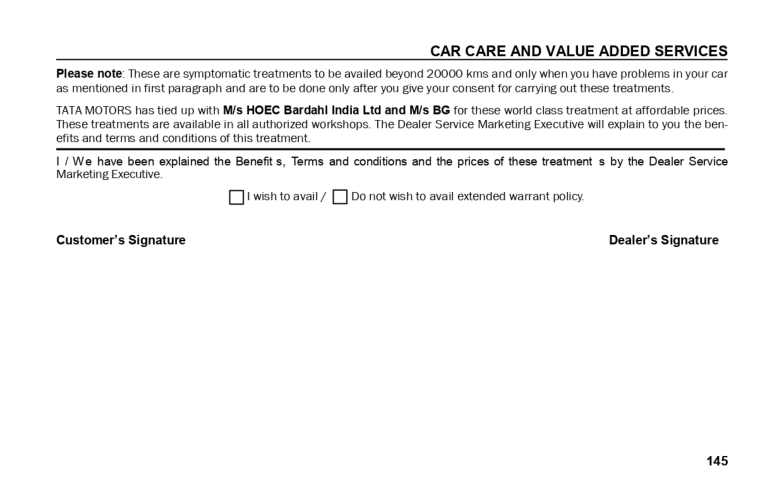 CAR CARE AND VALUE ADDED SERVICES
Please note: These are symptomatic treatments to be availed beyond 20000 kms and only when you have problems in your car
as mentioned in first paragraph and are to be done only after you give your consent for carrying out these treatments.
TATA MOTORS has tied up with M/s HOEC Bardahl India Ltd and M/s BG for these world class treatment at affordable prices.
These treatments are available in all authorized workshops. The Dealer Service Marketing Executive will explain to you the ben-
efits and terms and conditions of this treatment.
I / We have been explained the Benefit s, Terms and conditions and the prices of these treatment s by the Dealer Service
Marketing Executive.
I wish to avail / Do not wish to avail extended warrant policy.
Customer's Signature Dealer's Signature
145